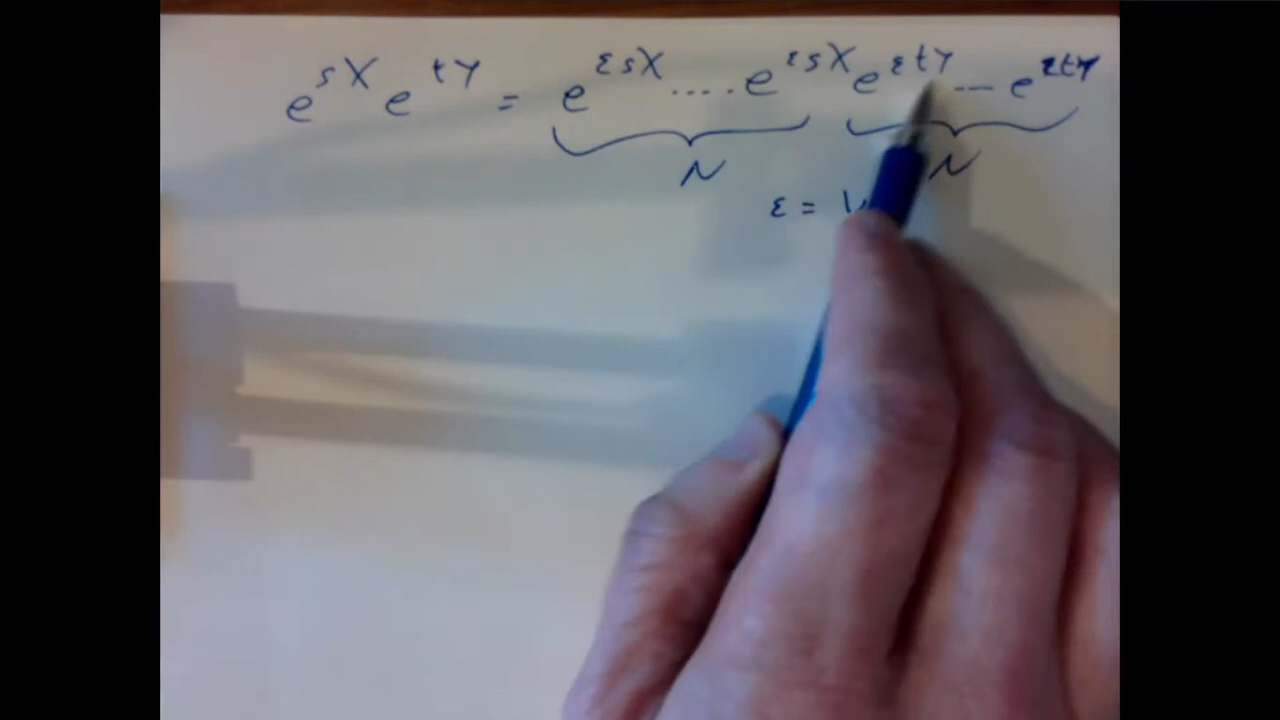 e^{sX} e^{tY} = e^{εsX} .... e^{εsX} e^{εtY} --- e^{εtY}
N N
ε =